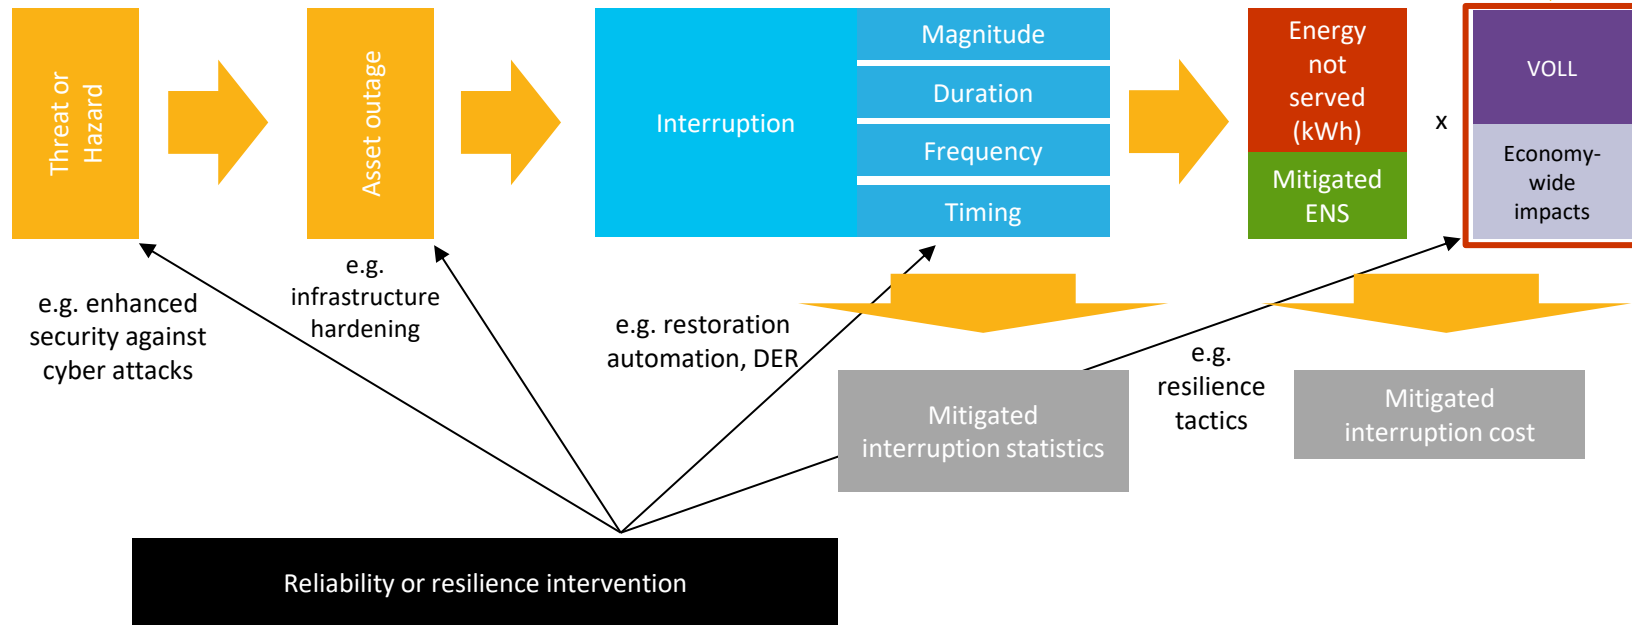 Threat or
Hazard
Asset outage
Interruption
Magnitude
Duration
Frequency
Timing
Energy
not
served
(kWh)
Mitigated
ENS
x
VOLL
Economy-
wide
impacts
e.g. enhanced
security against
cyber attacks
e.g.
infrastructure
hardening
e.g. restoration
automation, DER
e.g.
resilience
tactics
Mitigated
interruption statistics
Mitigated
interruption cost
Reliability or resilience intervention